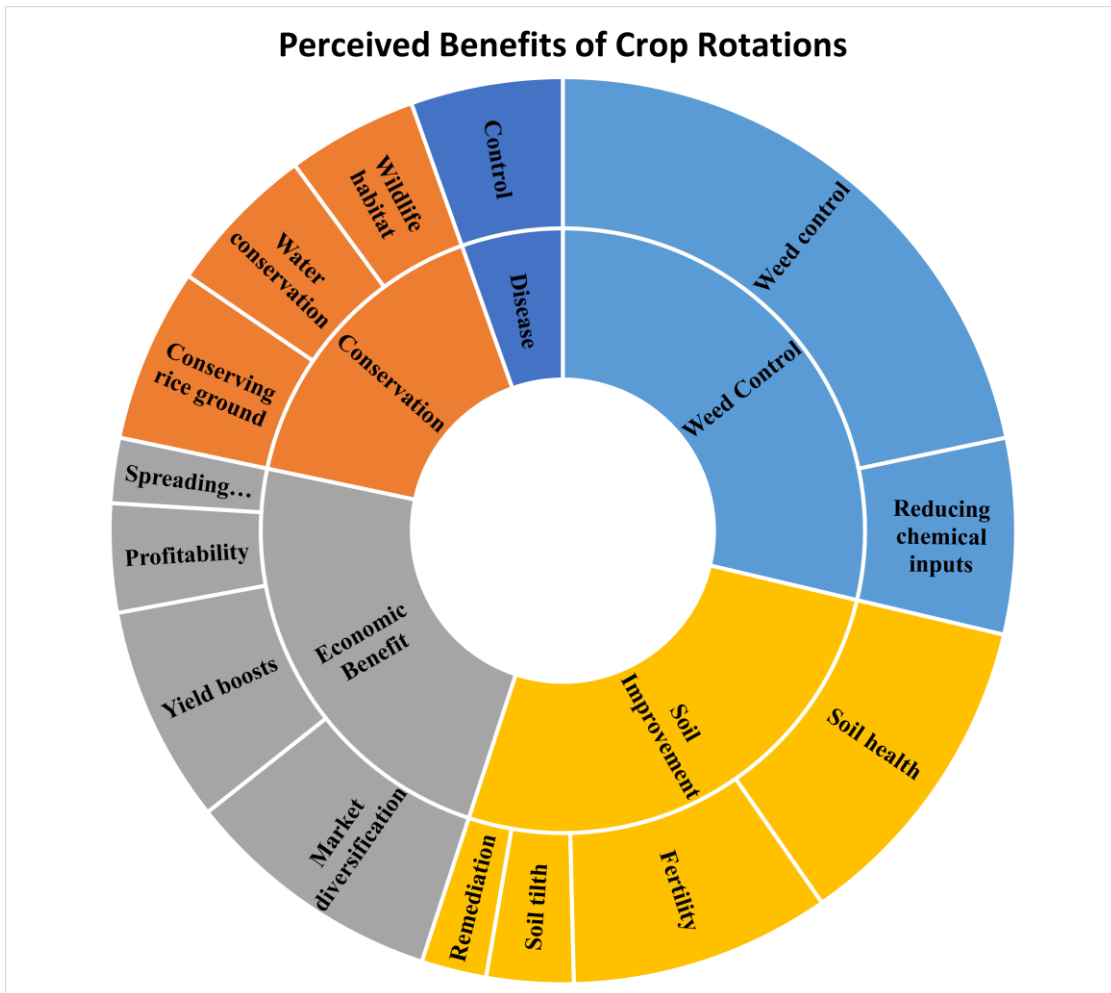 Perceived Benefits of Crop Rotations
Control
Disease
Weed control
Weed Control
Reducing
chemical
inputs
Soil health
Soil
Improvement
Fertility
Soil tilth
Remediation
Market
diversification
Economic
Benefit
Yield boosts
Profitability
Spreading…
Conserving
rice ground
Conservation
Water
conservation
Wildlife
habitat